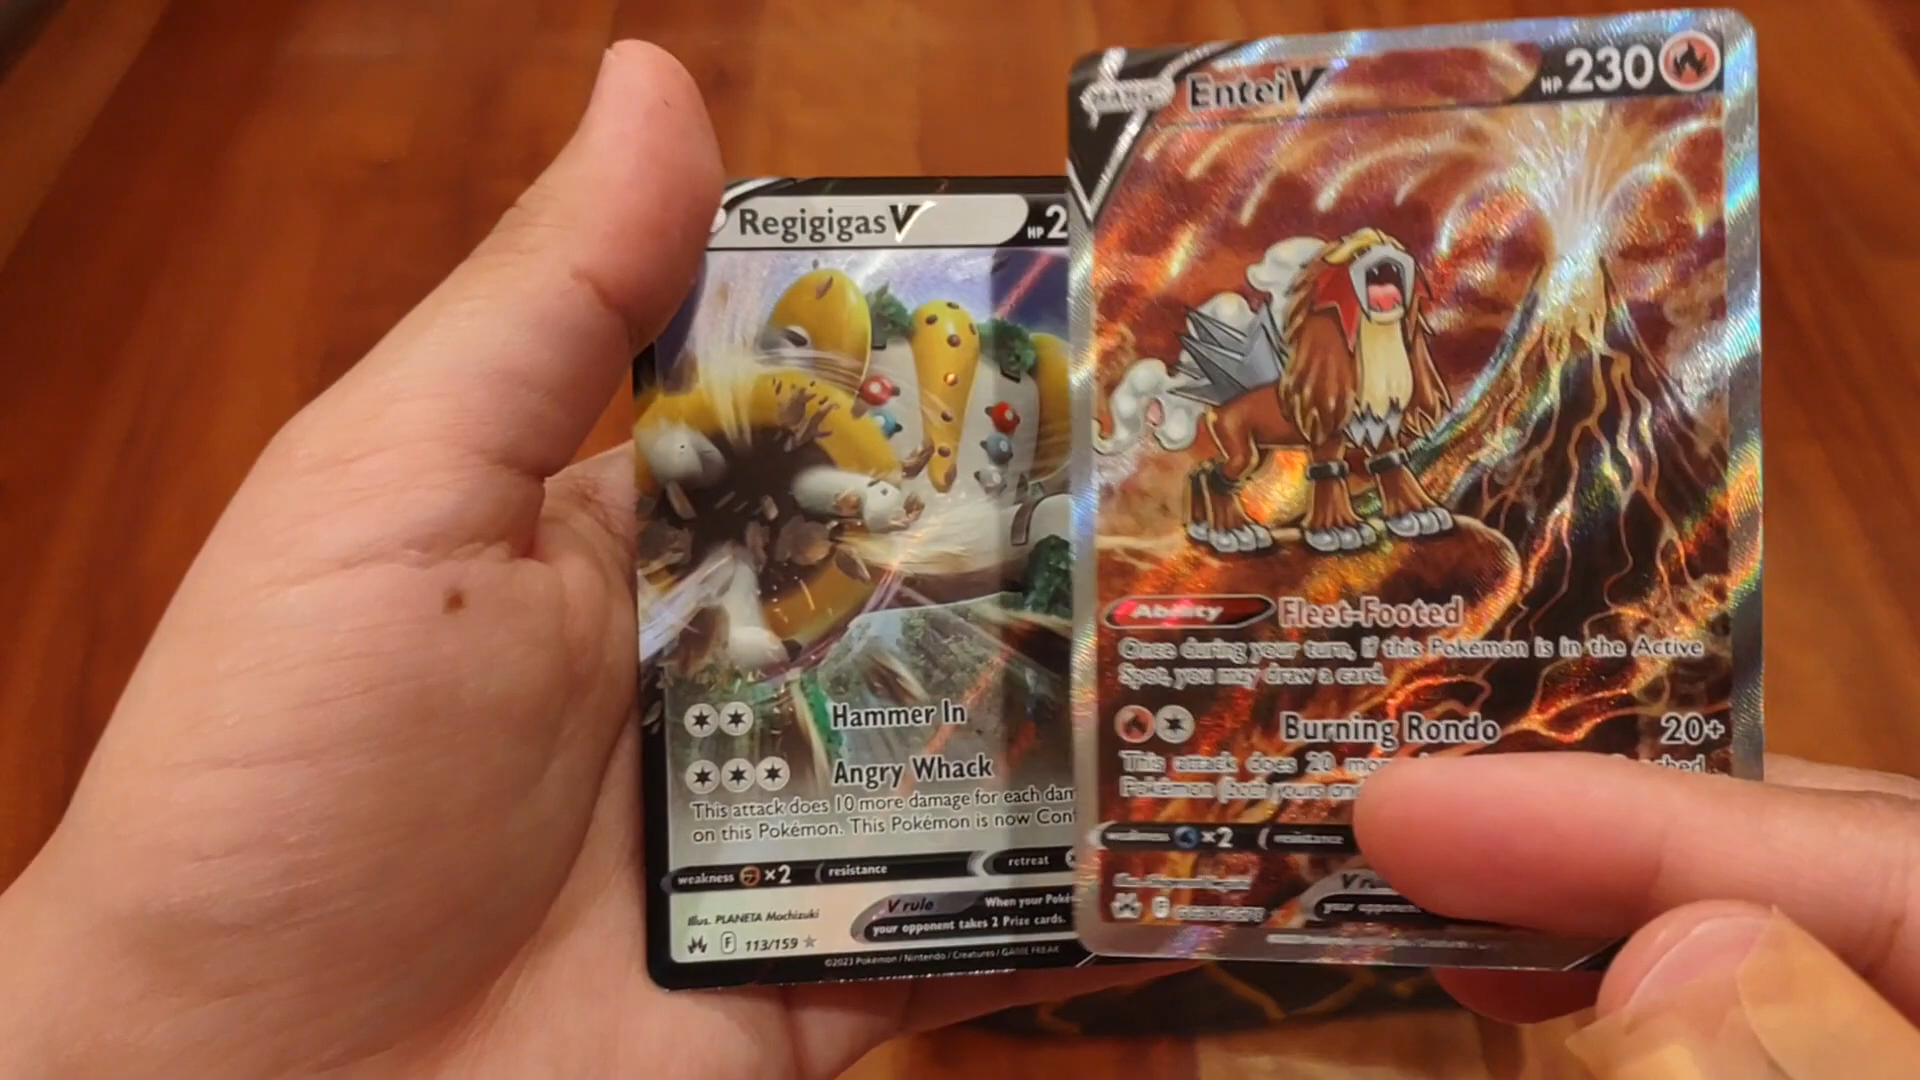 Regigigas V HP 2
Hammer In
Angry Whack
This attack does 10 more damage for each dam
on this Pokémon. This Pokémon is now Con
weakness ×2 resistance retreat
Illus. PLANETA Mochizuki
V rule When your Poké
your opponent takes 2 Prize cards.
F 113/159
©2023 Pokémon / Nintendo / Creatures / GAME FREAK
BASIC Entei V HP 230
Ability Fleet-Footed
Once during your turn, if this Pokémon is in the Active
Spot, you may draw a card.
Burning Rondo 20+
This attack does 20 more
Pokémon (both yours and
weakness ×2 resistance
V ru
your opponent